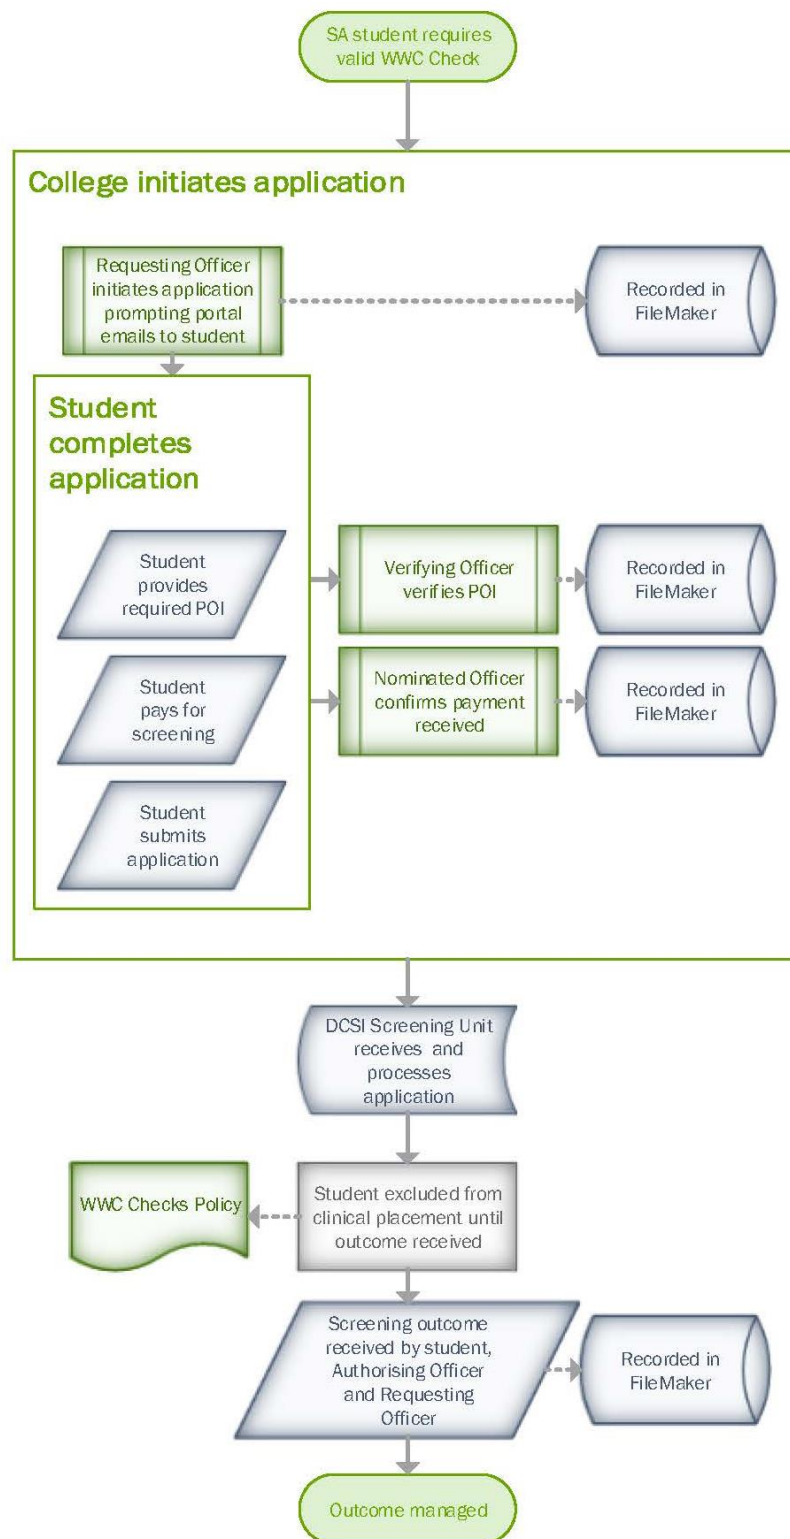 SA student requires
valid WWC Check
College initiates application
Requesting Officer
initiates application
prompting portal
emails to student
Recorded in
FileMaker
Student
completes
application
Student
provides
required POI
Verifying Officer
verifies POI
Recorded in
FileMaker
Student
pays for
screening
Nominated Officer
confirms payment
received
Recorded in
FileMaker
Student
submits
application
DCSI Screening Unit
receives and
processes
application
WWC Checks Policy
Student excluded from
clinical placement until
outcome received
Screening outcome
received by student,
Authorising Officer
and Requesting
Officer
Recorded in
FileMaker
Outcome managed